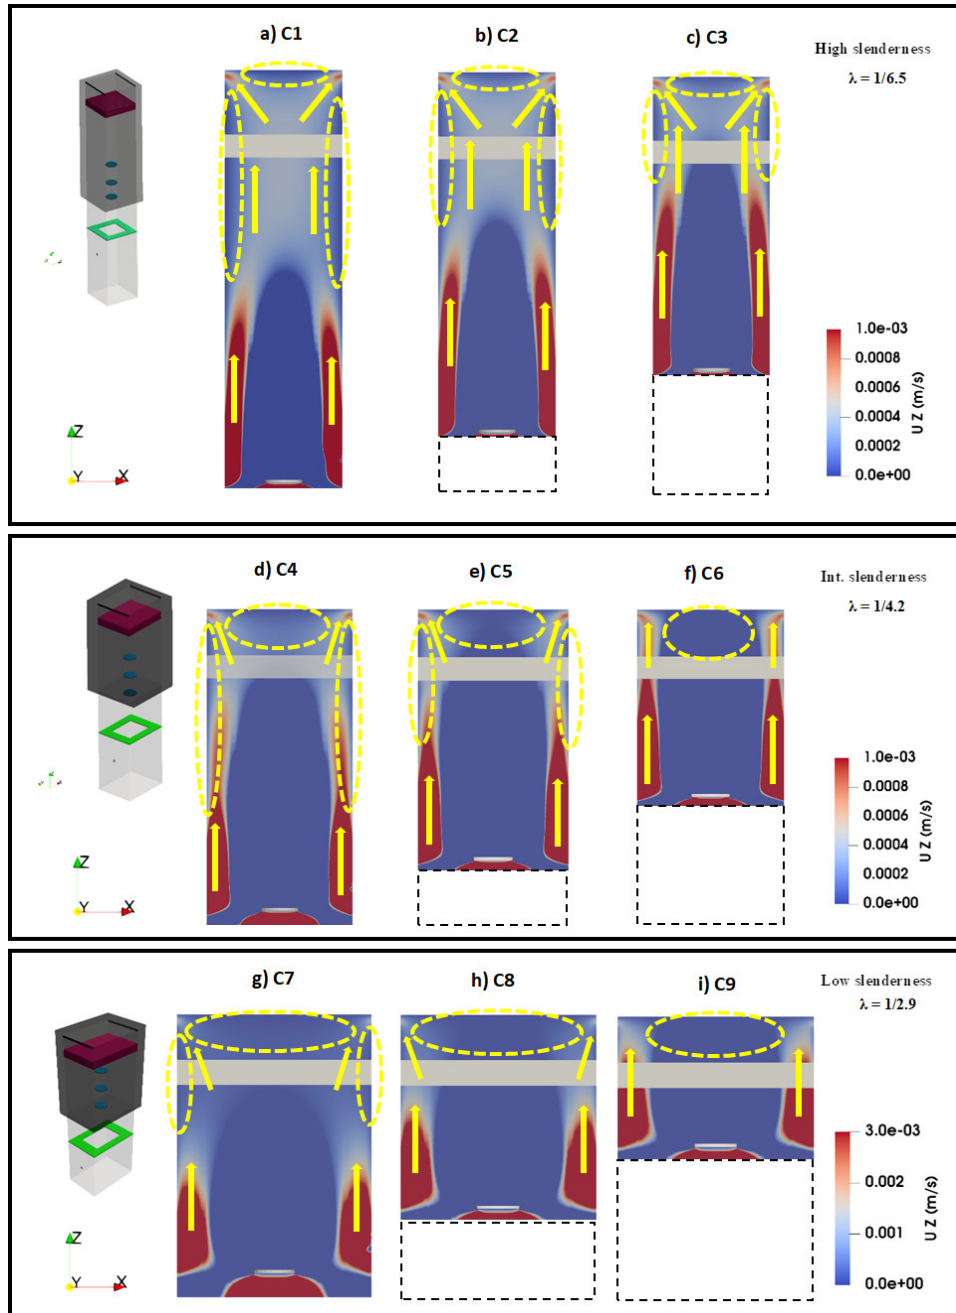 a) C1
b) C2
c) C3
High slenderness
λ = 1/6.5
1.0e-03
0.0008
0.0006
0.0004
0.0002
0.0e+00
U Z (m/s)
Z
Y
X
d) C4
e) C5
f) C6
Int. slenderness
λ = 1/4.2
1.0e-03
0.0008
0.0006
0.0004
0.0002
0.0e+00
U Z (m/s)
Z
Y
X
g) C7
h) C8
i) C9
Low slenderness
λ = 1/2.9
3.0e-03
0.002
0.001
0.0e+00
U Z (m/s)
Z
Y
X